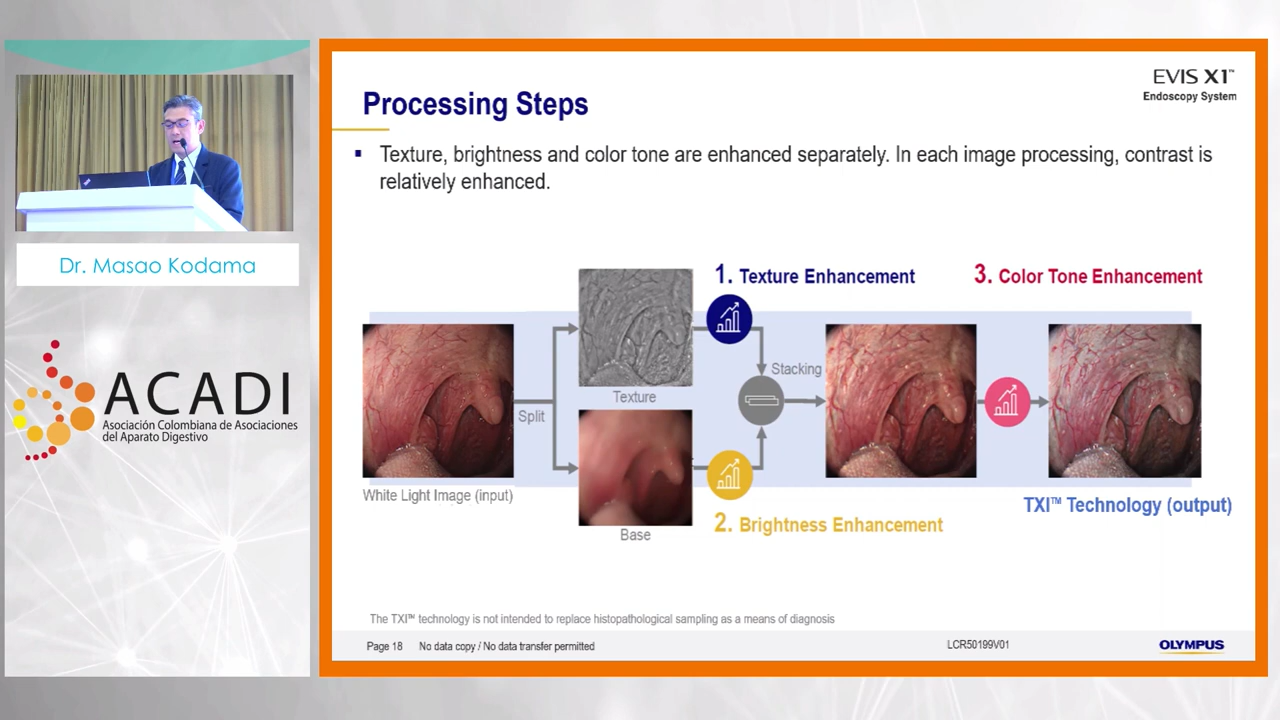 Dr. Masao Kodama
ACADI
Asociación Colombiana de Asociaciones
del Aparato Digestivo
EVIS X1™
Endoscopy System
Processing Steps
Texture, brightness and color tone are enhanced separately. In each image processing, contrast is
relatively enhanced.
1. Texture Enhancement
3. Color Tone Enhancement
Stacking
Texture
Split
White Light Image (input)
TXI™ Technology (output)
2. Brightness Enhancement
Base
The TXI™ technology is not intended to replace histopathological sampling as a means of diagnosis
Page 18 No data copy / No data transfer permitted
LCR50199V01
OLYMPUS